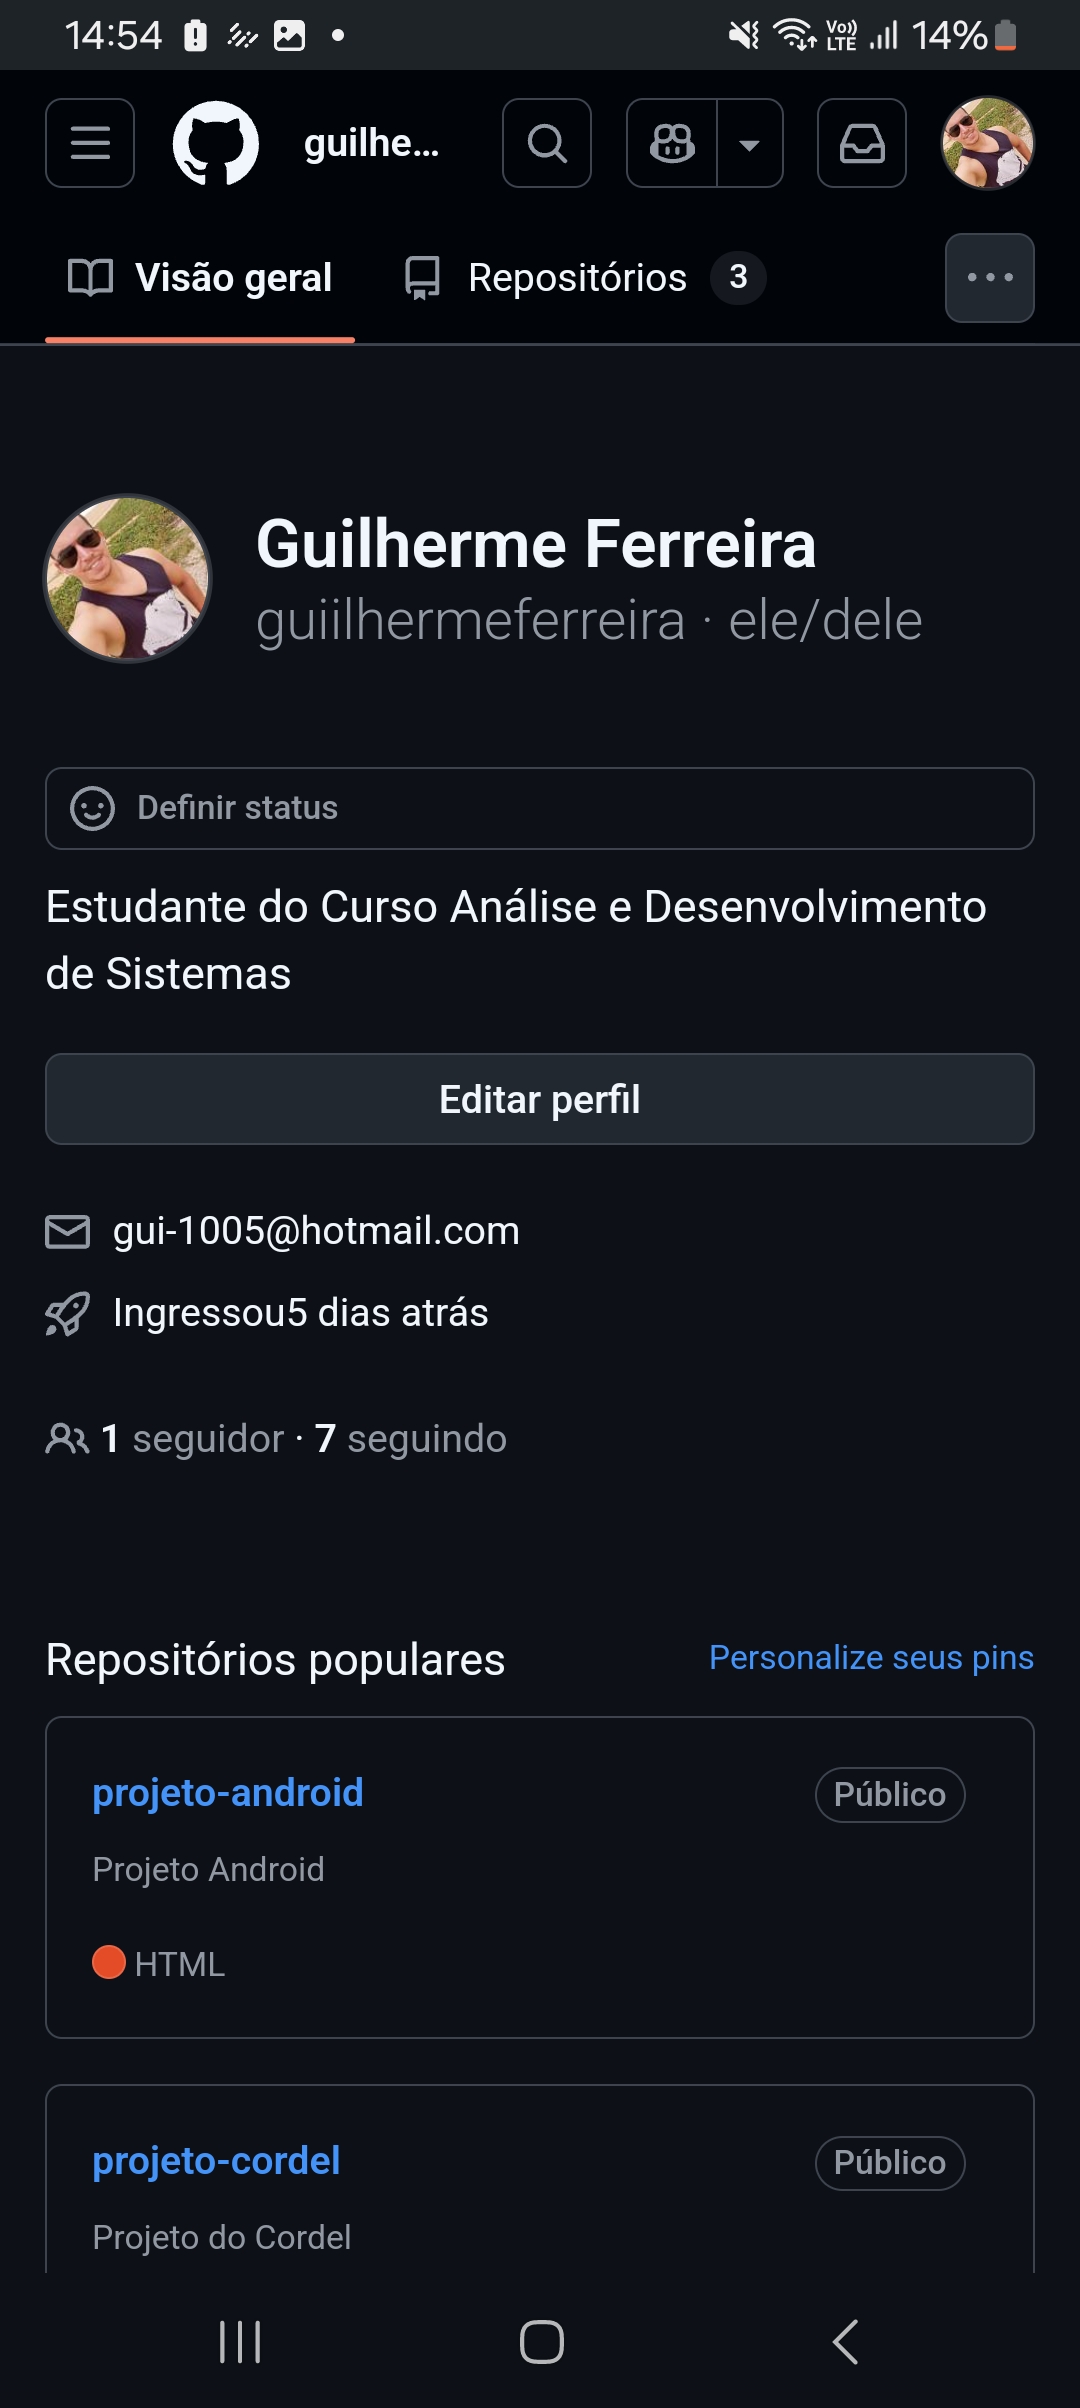 14:54
Vo)) LTE
14%
guilhe...
Visão geral
Repositórios 3
Guilherme Ferreira
guiilhermeferreira · ele/dele
Definir status
Estudante do Curso Análise e Desenvolvimento
de Sistemas
Editar perfil
gui-1005@hotmail.com
Ingressou5 dias atrás
1 seguidor · 7 seguindo
Repositórios populares
Personalize seus pins
projeto-android
Público
Projeto Android
HTML
projeto-cordel
Público
Projeto do Cordel